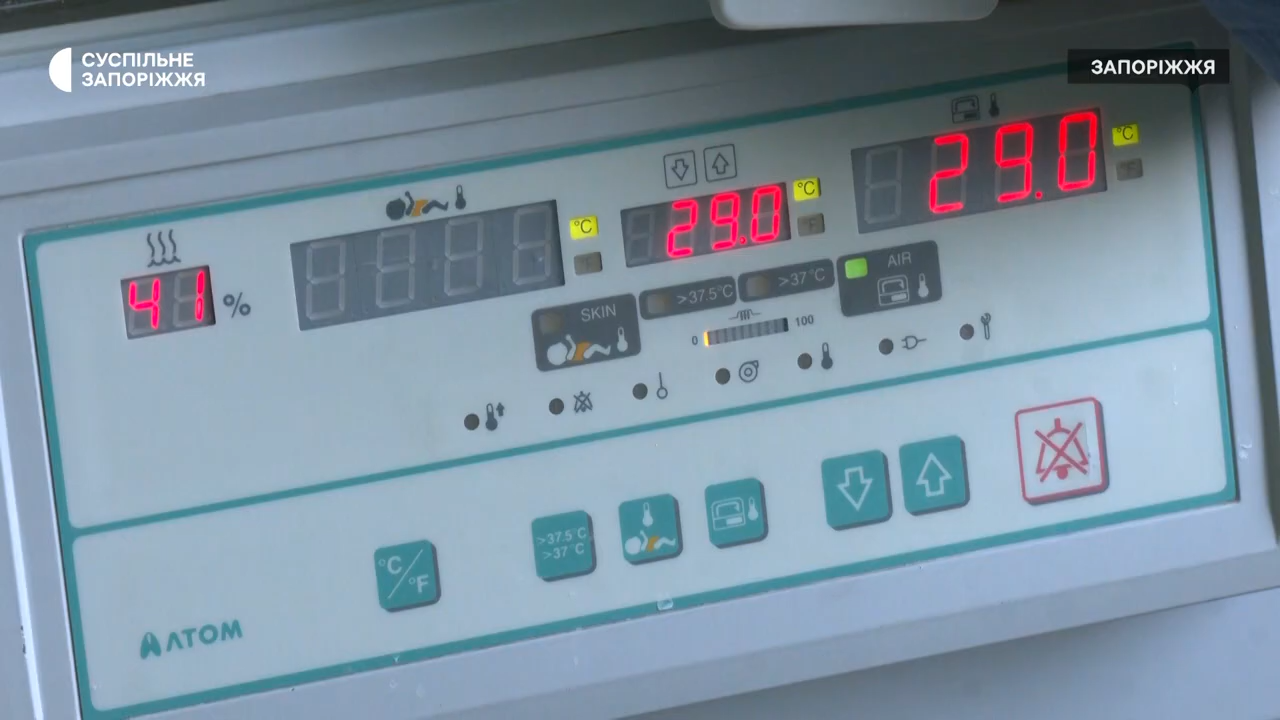 СУСПІЛЬНЕ
ЗАПОРІЖЖЯ
ЗАПОРІЖЖЯ
41 %
°C
29.0 °C
F
29.0 °C
SKIN
>37.5°C
>37°C
AIR
0
100
°C/°F
>37.5°C
>37°C
ATOM